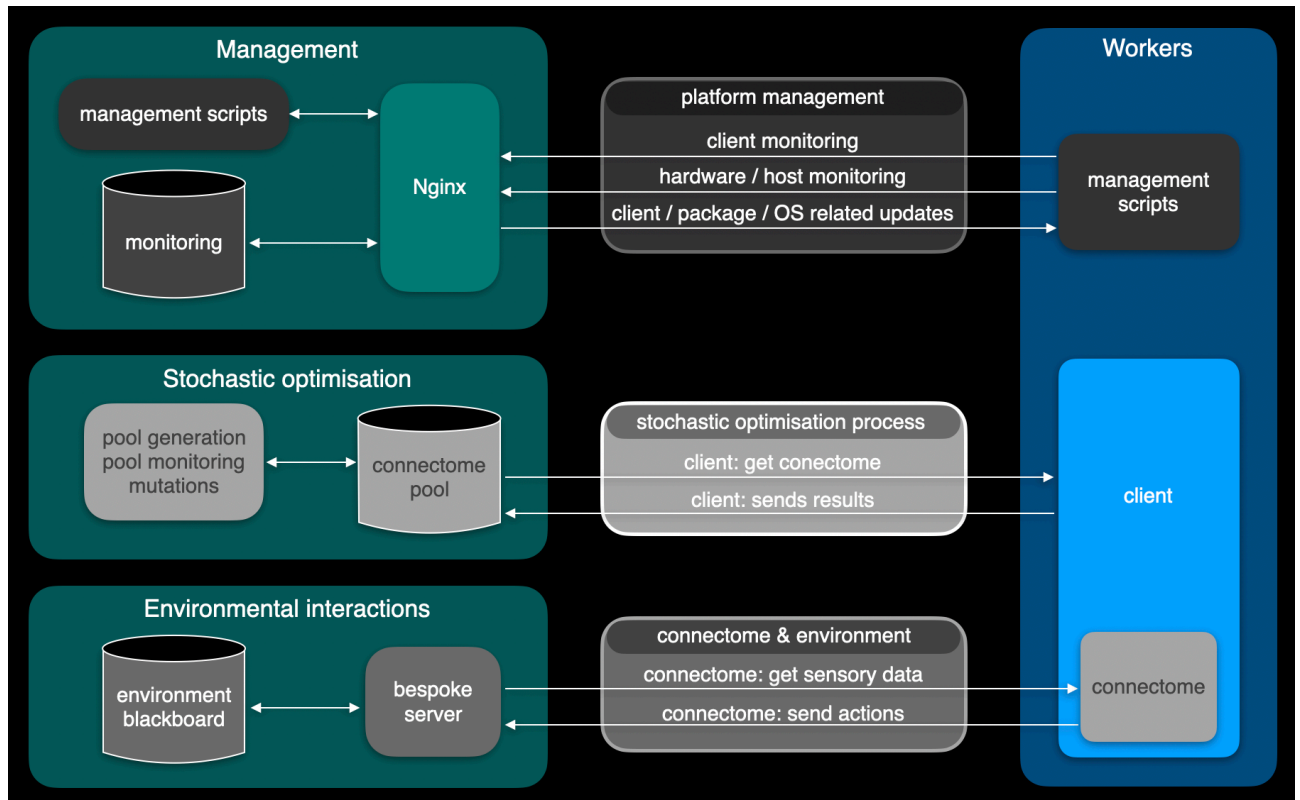 Management
management scripts
monitoring
Nginx
platform management
client monitoring
hardware / host monitoring
client / package / OS related updates
Workers
management
scripts
Stochastic optimisation
pool generation
pool monitoring
mutations
connectome
pool
stochastic optimisation process
client: get conectome
client: sends results
client
Environmental interactions
environment
blackboard
bespoke
server
connectome & environment
connectome: get sensory data
connectome: send actions
connectome